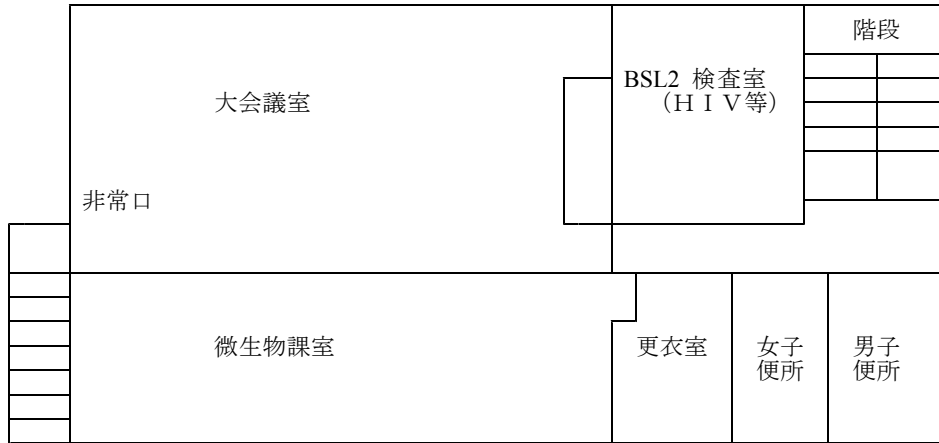 階段
BSL2 検査室
（ＨＩＶ等）
大会議室
非常口
微生物課室
更衣室
女子
便所
男子
便所